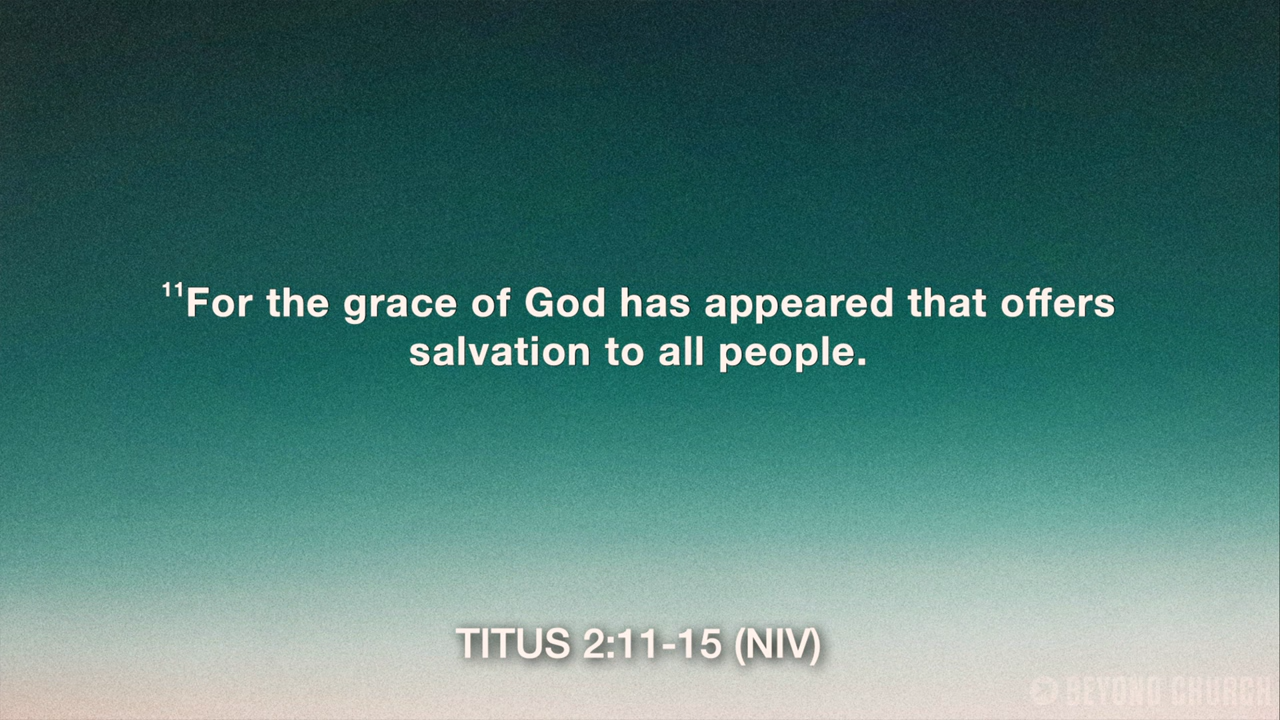 ¹¹For the grace of God has appeared that offers
salvation to all people.
TITUS 2:11-15 (NIV)
BEYOND CHURCH